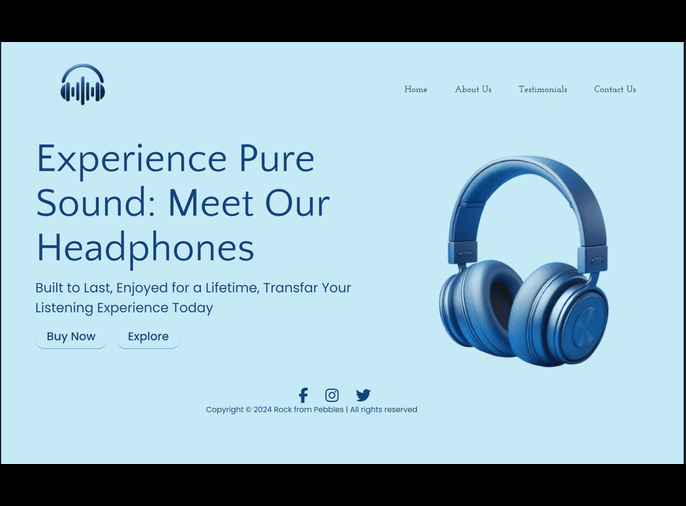 Home About Us Testimonials Contact Us
Experience Pure
Sound: Meet Our
Headphones
Built to Last, Enjoyed for a Lifetime, Transfar Your
Listening Experience Today
Buy Now Explore
Copyright © 2024 Rock from Pebbles | All rights reserved